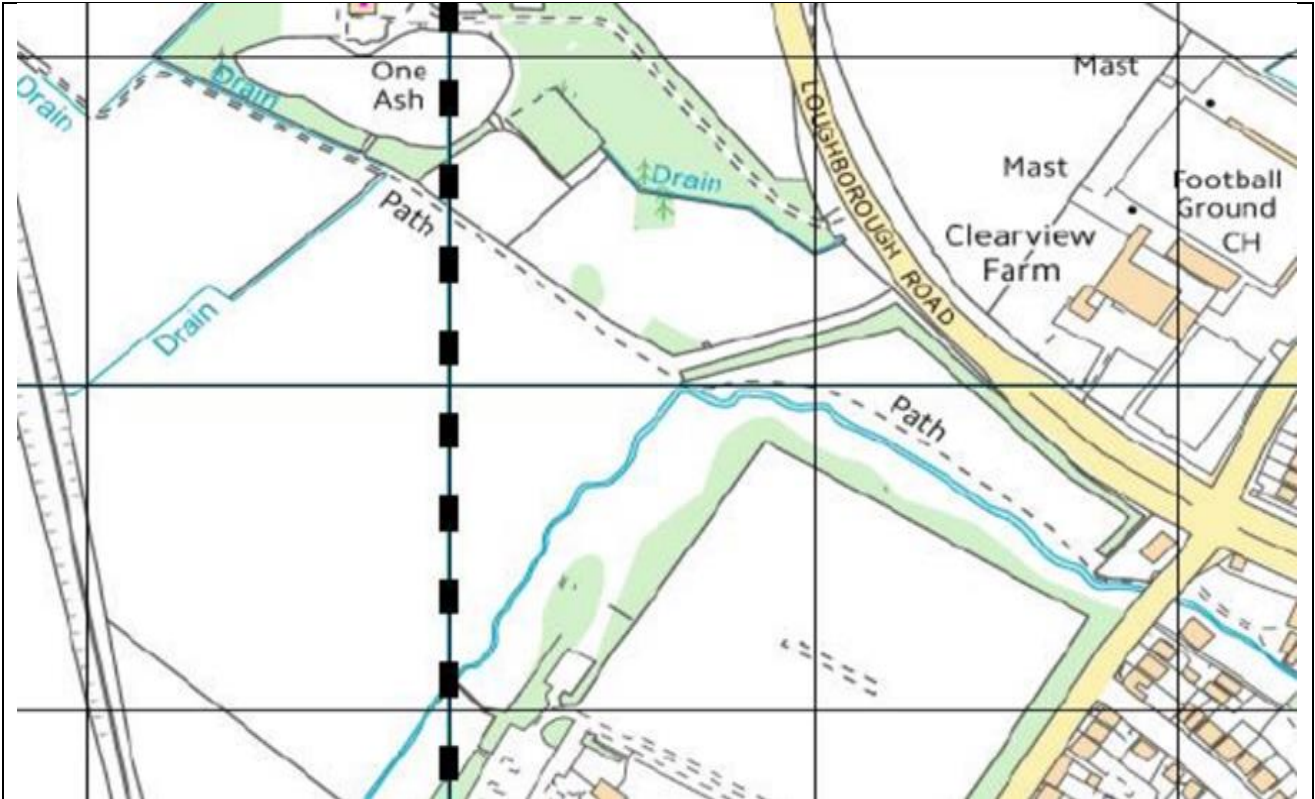 One
Ash
Drain
Drain
Path
Drain
Drain
LOUGHBOROUGH ROAD
Mast
Mast
Football
Ground
CH
Clearview
Farm
Path